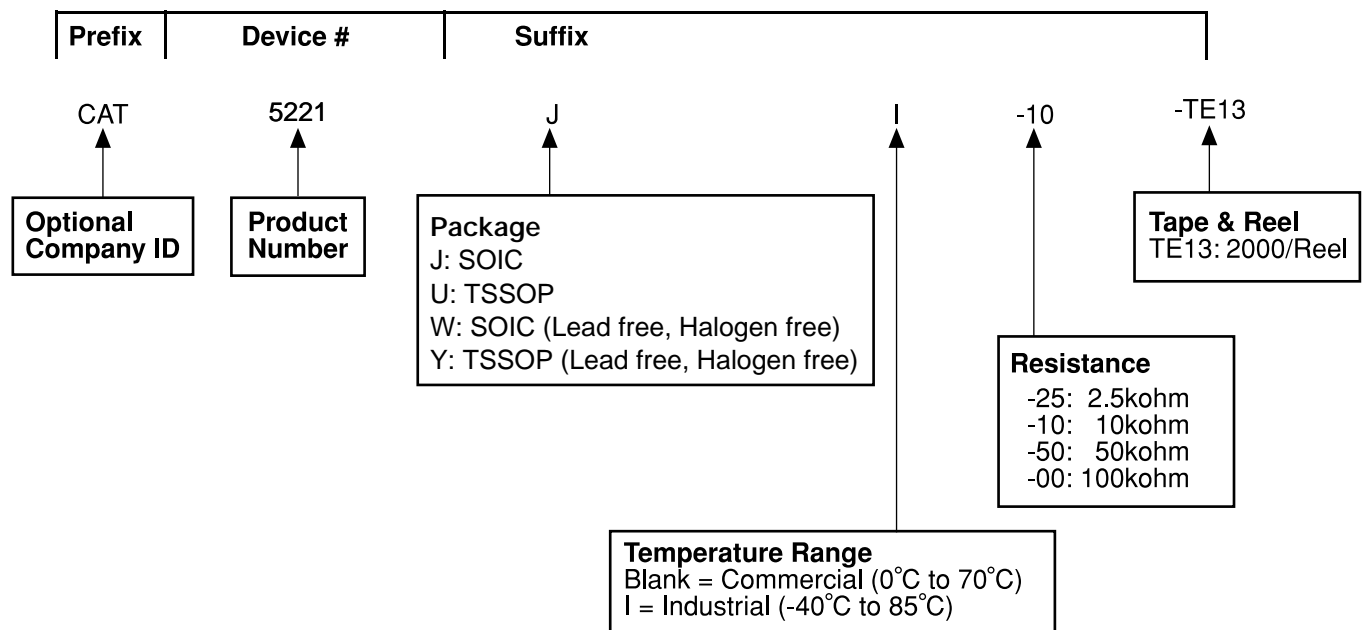 Prefix Device # Suffix
CAT 5221 J I -10 -TE13
Optional
Company ID
Product
Number
Package
J: SOIC
U: TSSOP
W: SOIC (Lead free, Halogen free)
Y: TSSOP (Lead free, Halogen free)
Tape & Reel
TE13: 2000/Reel
Resistance
-25: 2.5kohm
-10: 10kohm
-50: 50kohm
-00: 100kohm
Temperature Range
Blank = Commercial (0°C to 70°C)
I = Industrial (-40°C to 85°C)